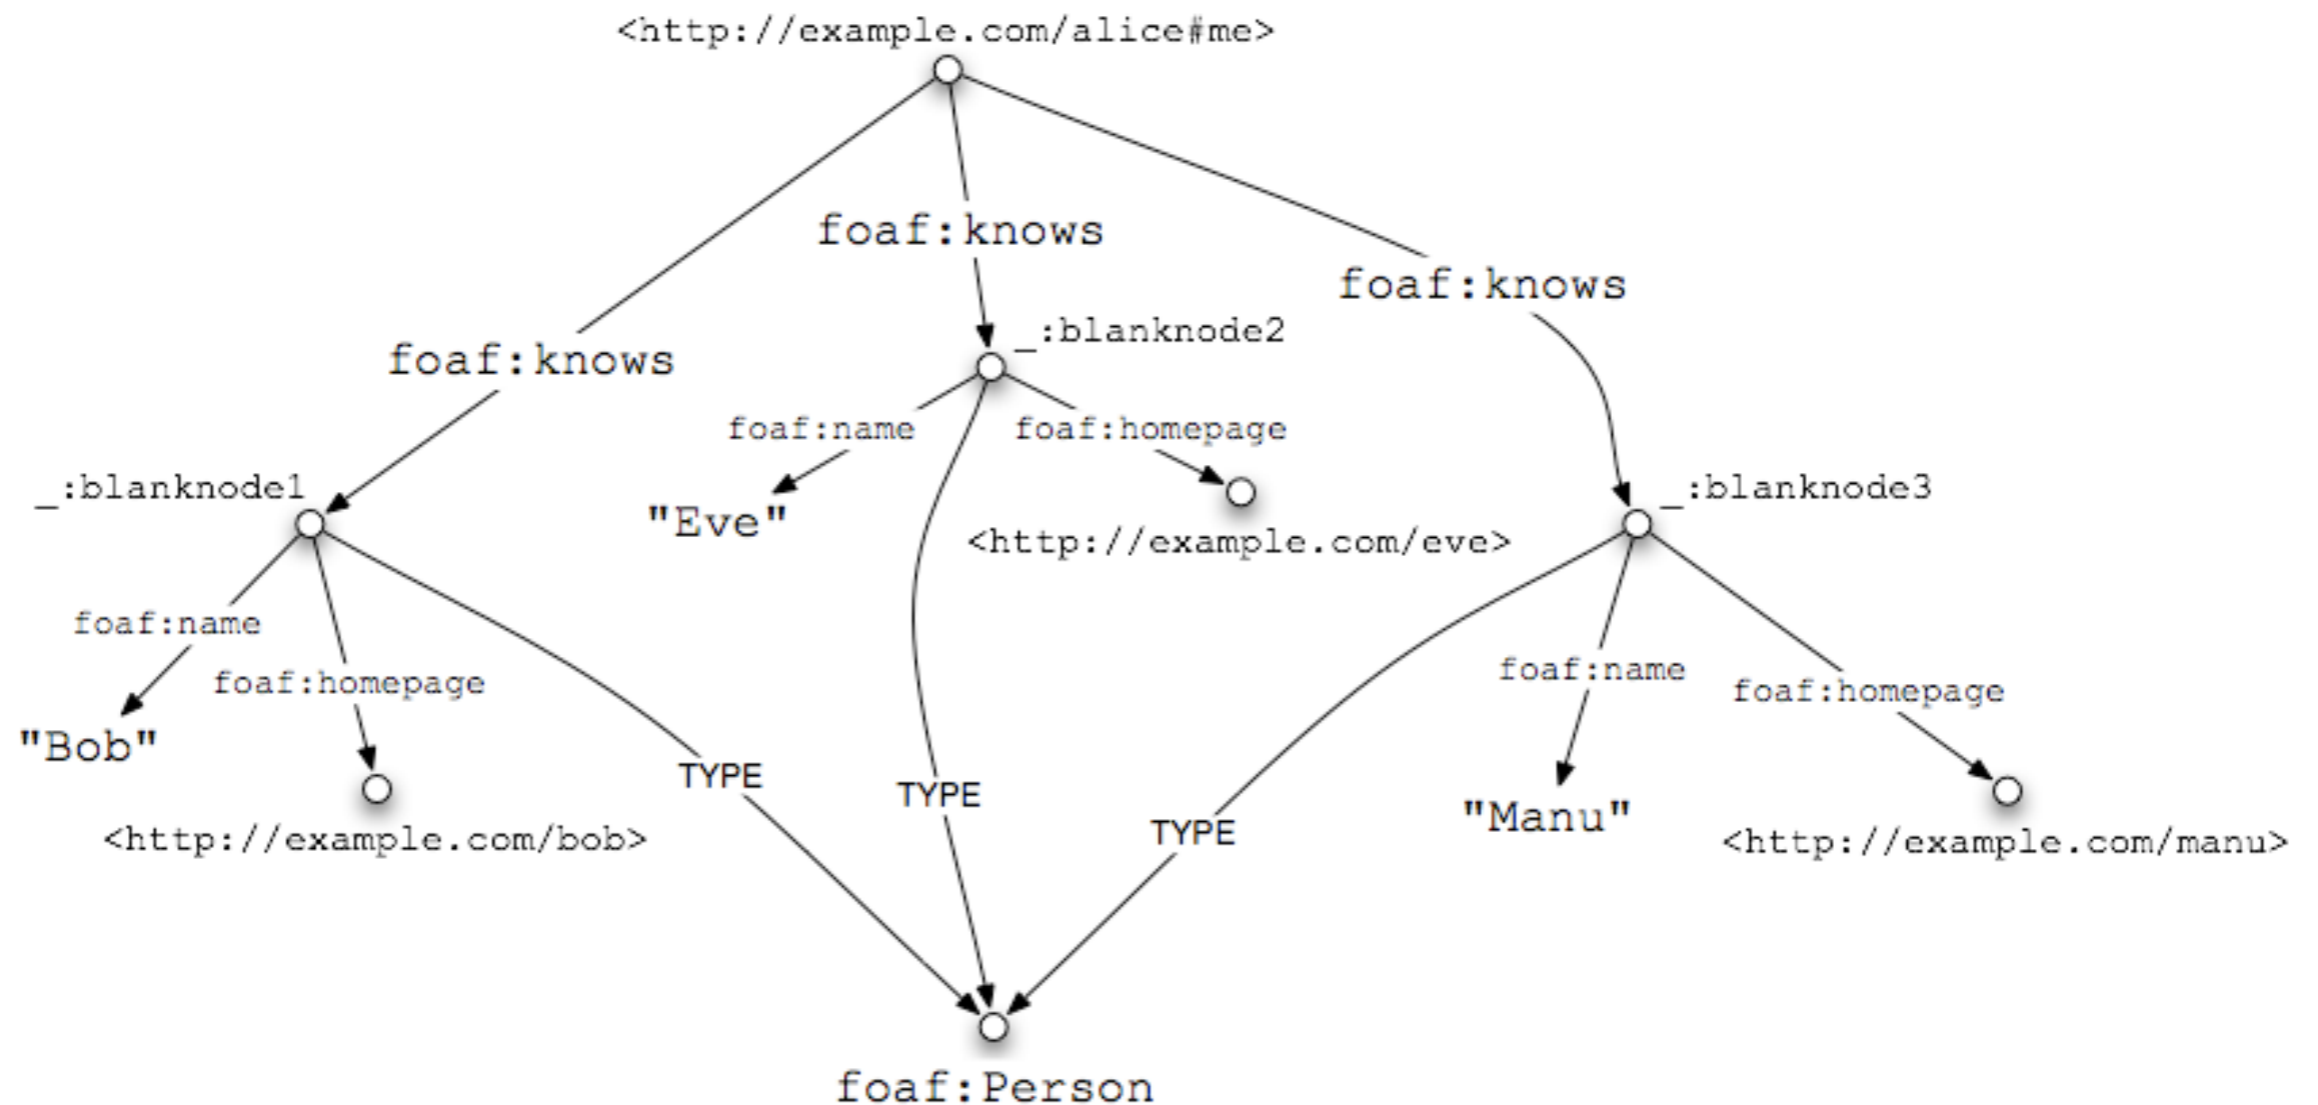 <http://example.com/alice#me>
foaf:knows
foaf:knows
foaf:knows
_:blanknode2
foaf:name
foaf:homepage
_:blanknode1
_:blanknode3
"Eve"
<http://example.com/eve>
foaf:name
foaf:homepage
foaf:name
foaf:homepage
"Bob"
TYPE
TYPE
TYPE
"Manu"
<http://example.com/bob>
<http://example.com/manu>
foaf:Person